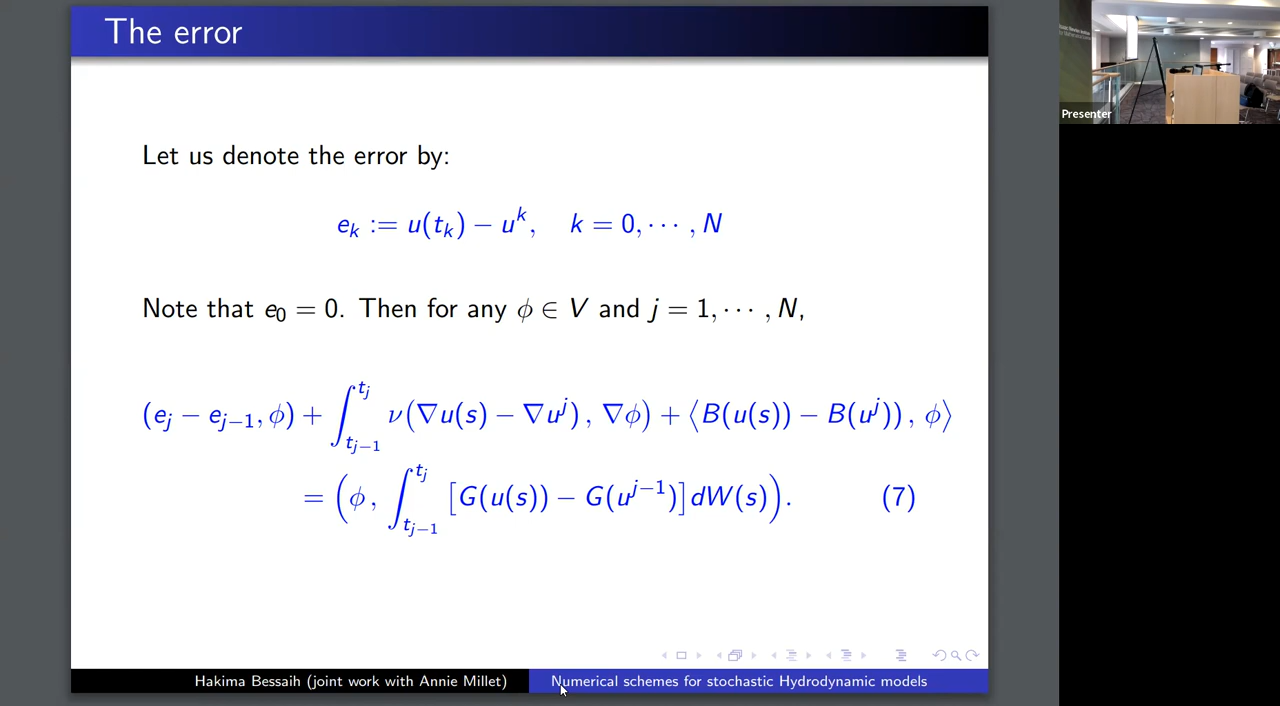 The error
Let us denote the error by:
e_k := u(t_k) − u^k, k = 0, ⋯ , N
Note that e_0 = 0. Then for any ϕ ∈ V and j = 1, ⋯ , N,
(e_j − e_{j−1}, ϕ) + ∫_{t_{j−1}}^{t_j} ν(∇u(s) − ∇u^j) , ∇ϕ) + ⟨B(u(s)) − B(u^j)) , ϕ⟩
= (ϕ , ∫_{t_{j−1}}^{t_j} [G(u(s)) − G(u^{j−1})]dW(s)). (7)
Hakima Bessaih (joint work with Annie Millet) Numerical schemes for stochastic Hydrodynamic models
Presenter